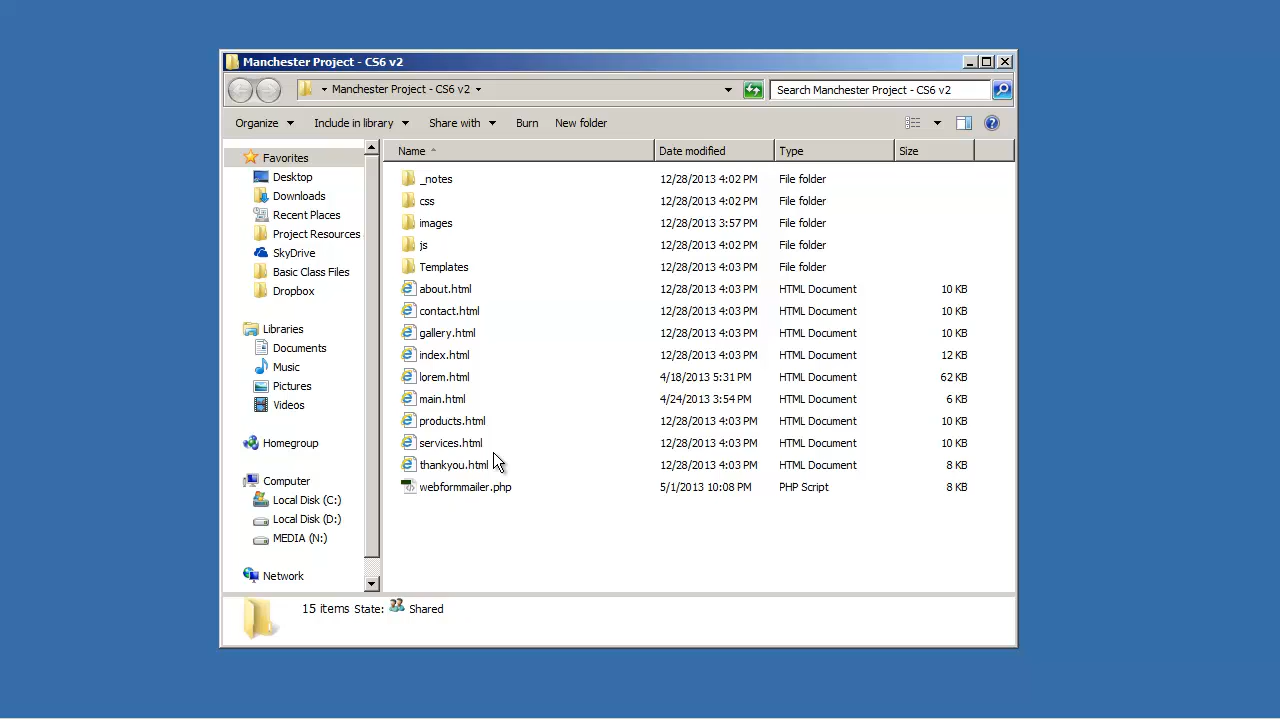 Manchester Project - CS6 v2
Manchester Project - CS6 v2
Search Manchester Project - CS6 v2
Organize Include in library Share with Burn New folder
Name Date modified Type Size
Favorites
Desktop
Downloads
Recent Places
Project Resources
SkyDrive
Basic Class Files
Dropbox
Libraries
Documents
Music
Pictures
Videos
Homegroup
Computer
Local Disk (C:)
Local Disk (D:)
MEDIA (N:)
Network
_notes 12/28/2013 4:02 PM File folder
css 12/28/2013 4:02 PM File folder
images 12/28/2013 3:57 PM File folder
js 12/28/2013 4:02 PM File folder
Templates 12/28/2013 4:03 PM File folder
about.html 12/28/2013 4:03 PM HTML Document 10 KB
contact.html 12/28/2013 4:03 PM HTML Document 10 KB
gallery.html 12/28/2013 4:03 PM HTML Document 10 KB
index.html 12/28/2013 4:03 PM HTML Document 12 KB
lorem.html 4/18/2013 5:31 PM HTML Document 62 KB
main.html 4/24/2013 3:54 PM HTML Document 6 KB
products.html 12/28/2013 4:03 PM HTML Document 10 KB
services.html 12/28/2013 4:03 PM HTML Document 10 KB
thankyou.html 12/28/2013 4:03 PM HTML Document 8 KB
webformmailer.php 5/1/2013 10:08 PM PHP Script 8 KB
15 items State: Shared